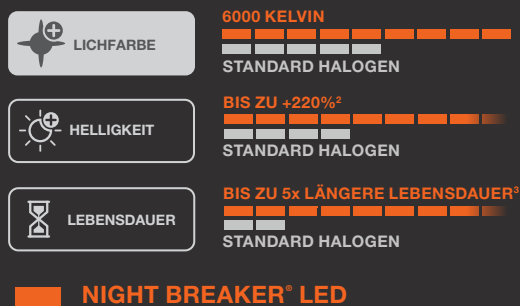 6000 KELVIN
LICHFARBE
STANDARD HALOGEN
BIS ZU +220%²
HELLIGKEIT
STANDARD HALOGEN
BIS ZU 5x LÄNGERE LEBENSDAUER³
LEBENSDAUER
STANDARD HALOGEN
NIGHT BREAKER® LED